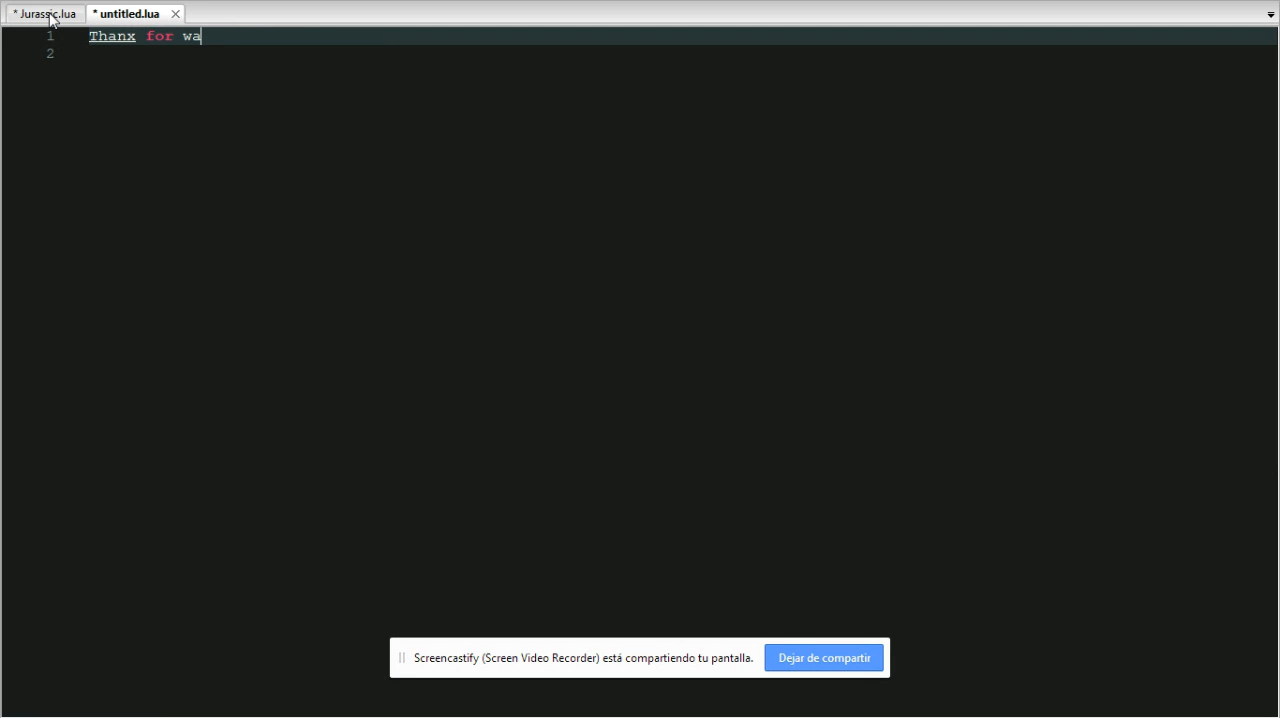 * Jurassic.lua * untitled.lua
1 Thanx for wa
2
Screencastify (Screen Video Recorder) está compartiendo tu pantalla. Dejar de compartir